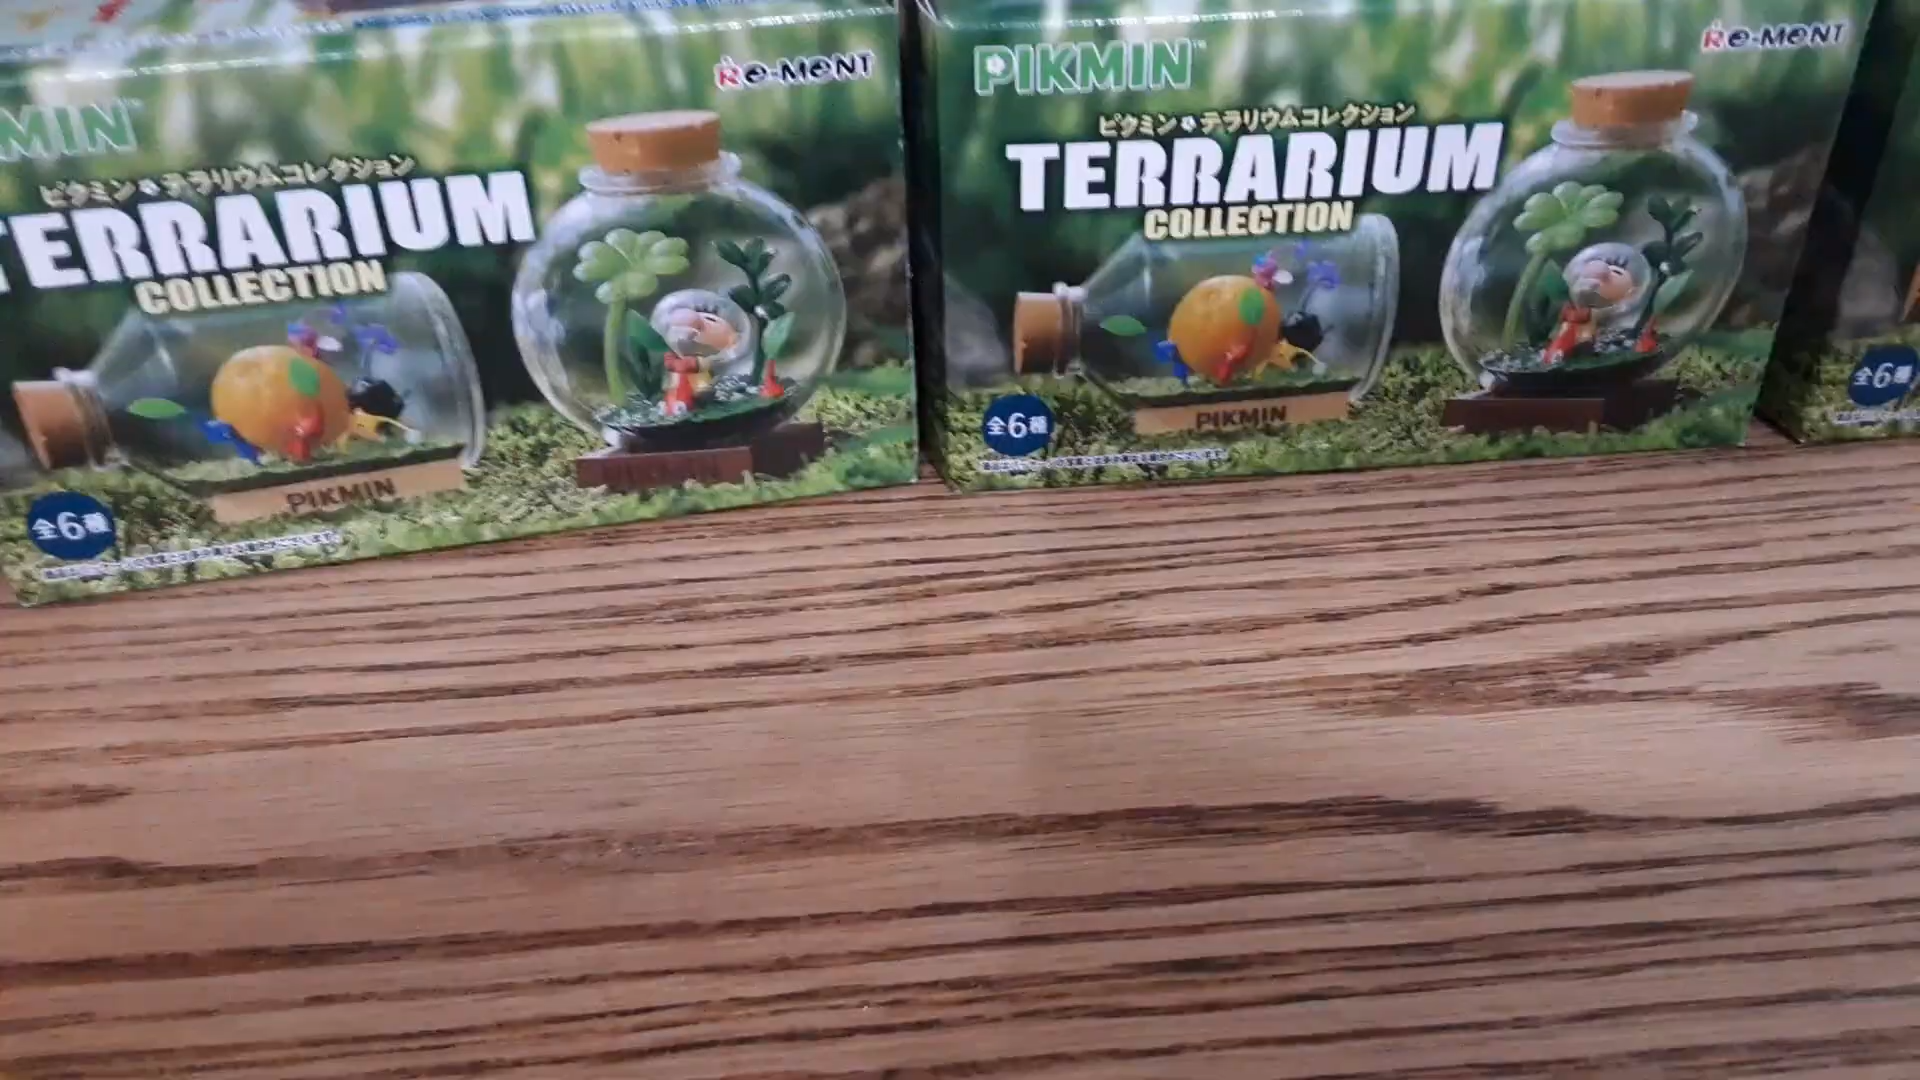 Re-MeNT
MIN™
ピクミン テラリウムコレクション
TERRARIUM
COLLECTION
PIKMIN
PIKMIN
全6種
Re-MeNT
PIKMIN™
ピクミン テラリウムコレクション
TERRARIUM
COLLECTION
PIKMIN
全6種
全6種